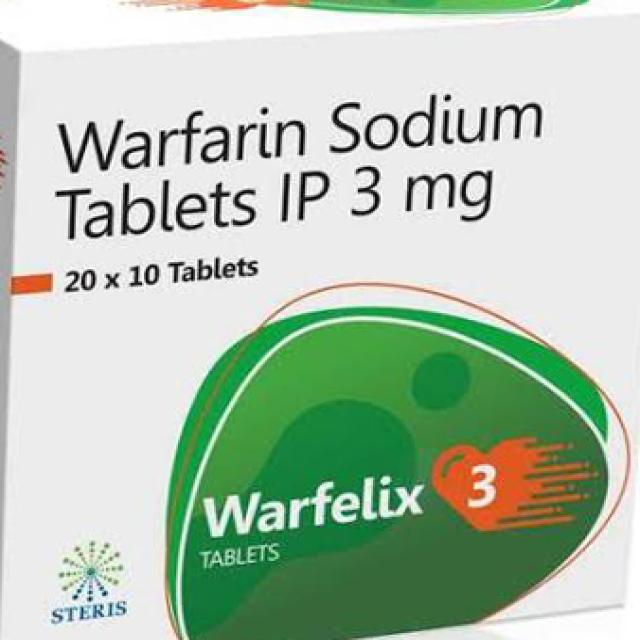 Warfarin Sodium
Tablets IP 3 mg
20 x 10 Tablets
Warfelix 3
TABLETS
STERIS